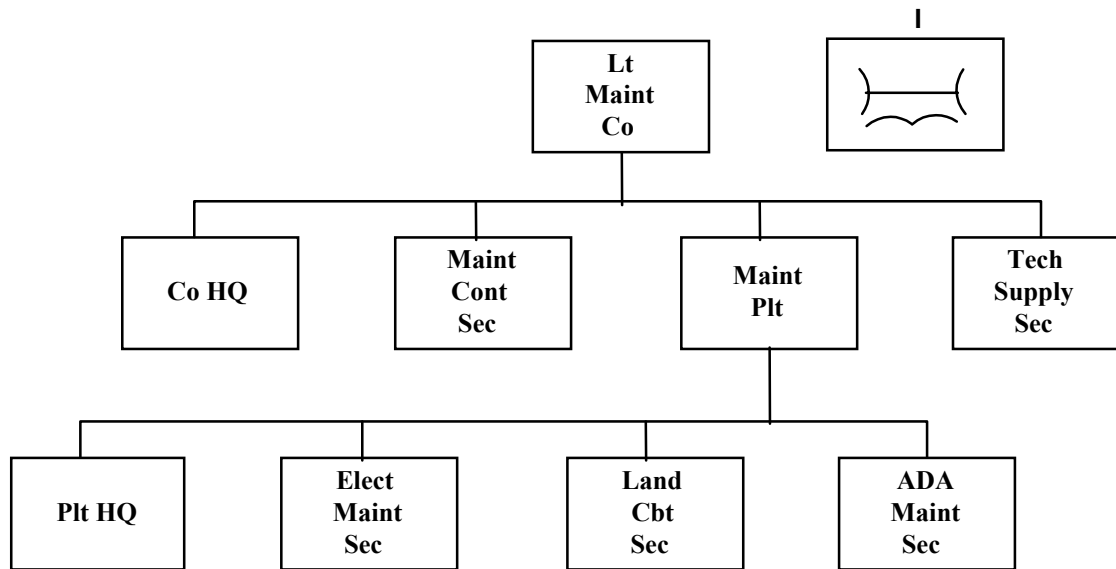 I
Lt
Maint
Co
Co HQ
Maint
Cont
Sec
Maint
Plt
Tech
Supply
Sec
Plt HQ
Elect
Maint
Sec
Land
Cbt
Sec
ADA
Maint
Sec